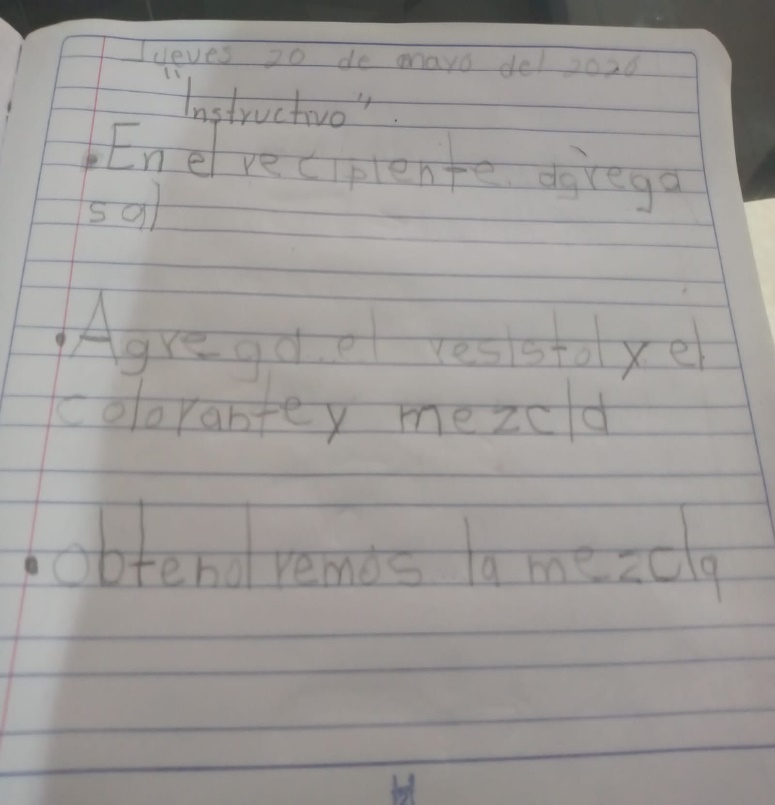 Jueves 20 de mayo del 2020
"Instructivo".
• En el recipiente agrega
sal
• Agrega el resistol y el
colorante y mezcla
• obtendremos la mezcla